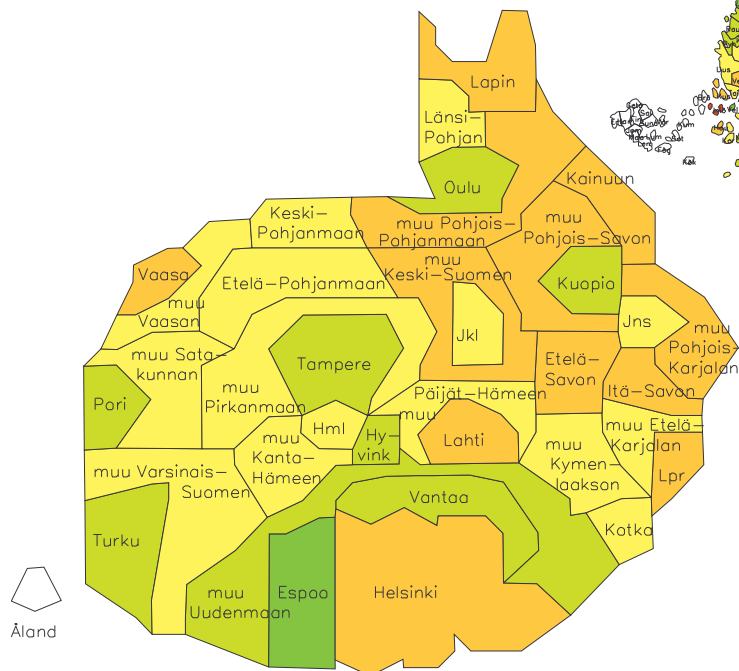 Lapin
Länsi-
Pohjan
Oulu
Kainuun
Keski-
Pohjanmaan
muu Pohjois-
Pohjanmaan
muu
Pohjois-Savon
Vaasa
muu
Vaasan
Etelä-Pohjanmaan
muu
Keski-Suomen
Kuopio
Jkl
Jns
muu
Pohjois-
Karjalan
muu Sata-
kunnan
Tampere
Etelä-
Savon
Itä-Savon
Pori
muu
Pirkanmaan
Päijät-Hämeen
muu
Hml
Hy-
vink
Lahti
muu Etelä-
Karjalan
muu
Kanta-
Hämeen
muu
Kymen-
laakson
Lpr
muu Varsinais-
Suomen
Vantaa
Kotka
Turku
muu
Uudenmaan
Espoo
Helsinki
Åland